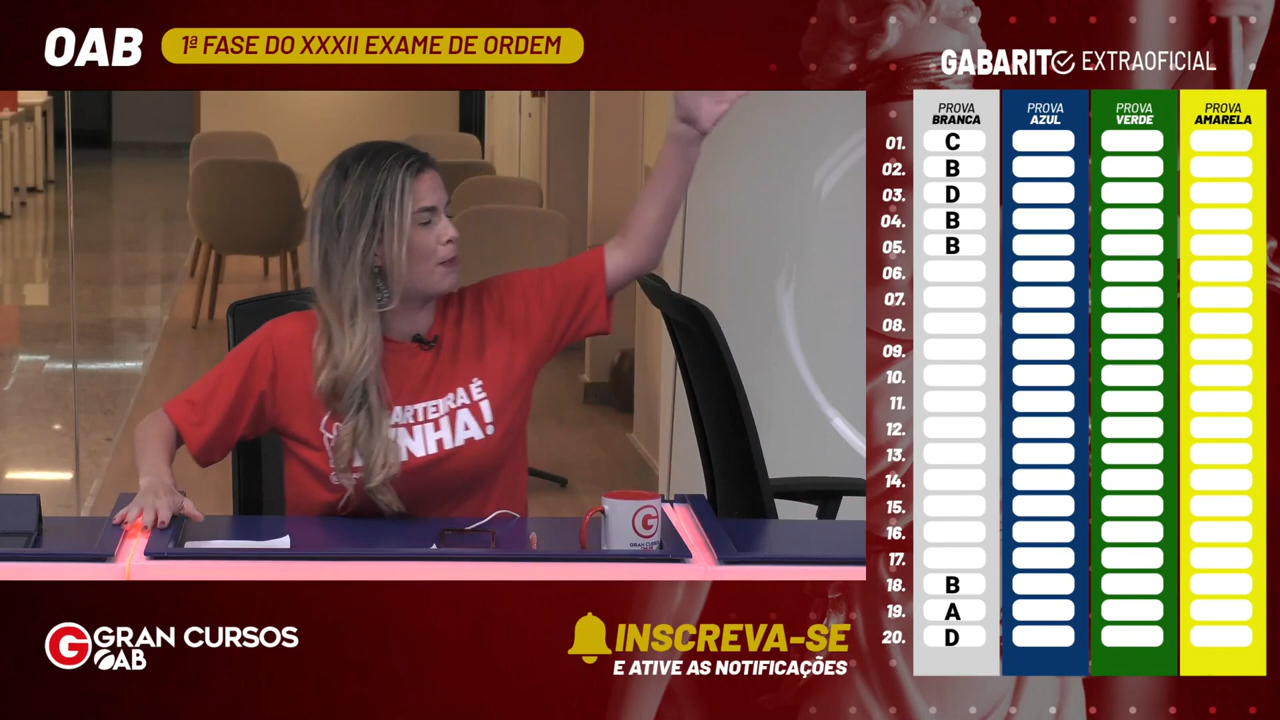 OAB
1ª FASE DO XXXII EXAME DE ORDEM
GABARITO EXTRAOFICIAL
PROVA BRANCA
PROVA AZUL
PROVA VERDE
PROVA AMARELA
01. C
02. B
03. D
04. B
05. B
06.
07.
08.
09.
10.
11.
12.
13.
14.
15.
16.
17.
18. B
19. A
20. D
G
GRAN CURSOS
GRAN CURSOS
OAB
INSCREVA-SE
E ATIVE AS NOTIFICAÇÕES